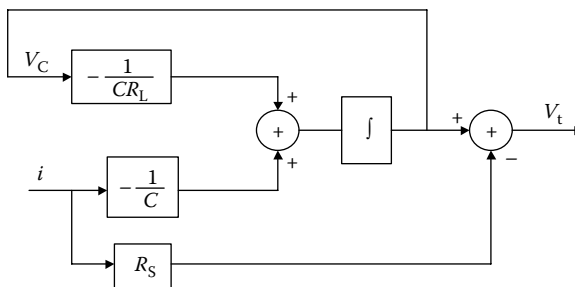 V_C
− 1 / CR_L
+
+
+
∫
+
+
−
V_t
i
− 1 / C
R_S